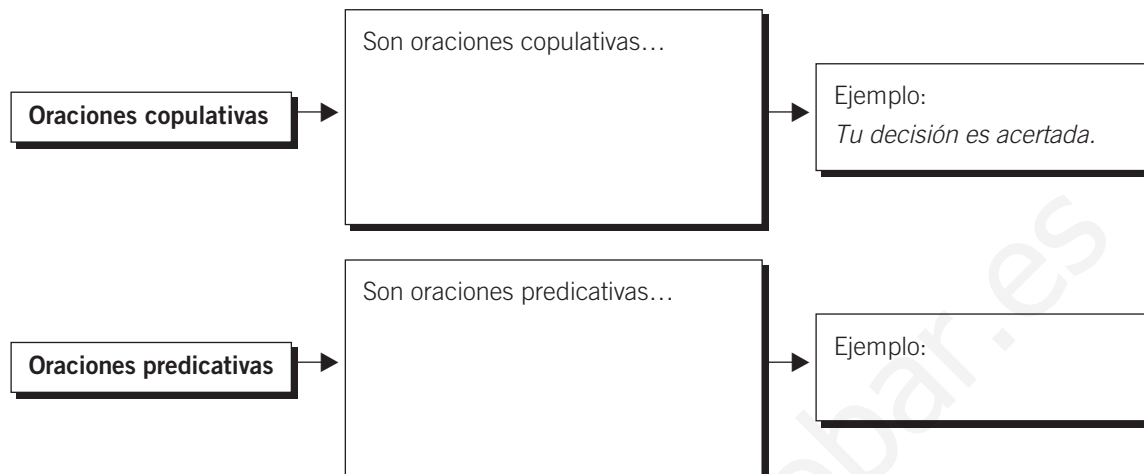 Son oraciones copulativas…
Oraciones copulativas
Ejemplo:
Tu decisión es acertada.
Son oraciones predicativas…
Oraciones predicativas
Ejemplo: